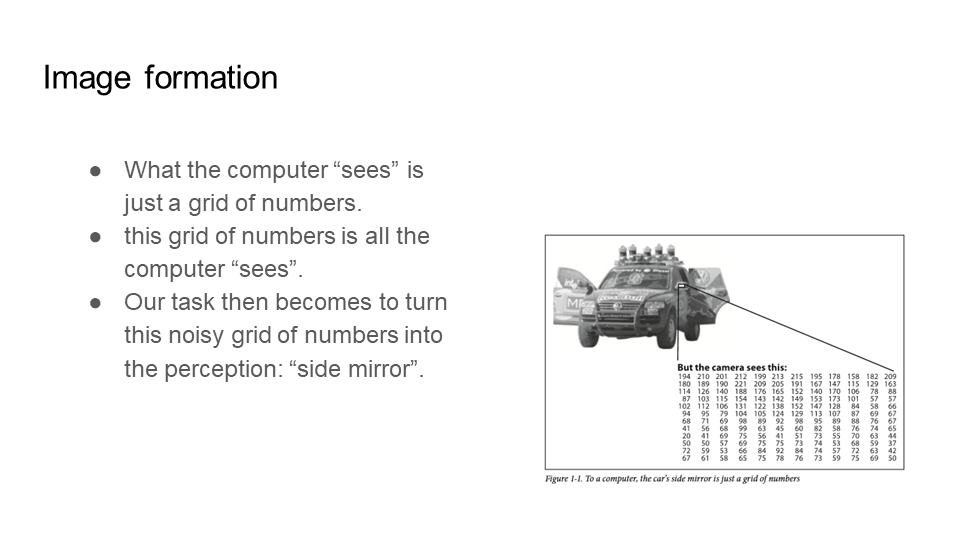 Image formation
● What the computer “sees” is
just a grid of numbers.
● this grid of numbers is all the
computer “sees”.
● Our task then becomes to turn
this noisy grid of numbers into
the perception: “side mirror”.
But the camera sees this:
194 210 201 212 199 213 215 195 178 158 182 209
180 189 190 221 209 205 191 167 147 115 129 163
114 126 140 188 176 165 152 140 170 106 78 88
87 103 115 154 143 142 149 153 173 101 57 57
102 112 106 131 122 138 152 147 128 84 58 66
94 95 79 104 105 124 129 113 107 87 69 67
68 71 69 98 89 92 98 95 89 88 76 67
41 56 68 99 63 45 60 82 58 76 74 65
20 41 69 75 56 41 51 73 55 70 63 44
50 50 57 69 75 75 73 74 53 68 59 37
72 59 53 66 84 92 84 74 57 72 63 42
67 61 58 65 75 78 76 73 59 75 69 50
Figure 1-1. To a computer, the car’s side mirror is just a grid of numbers